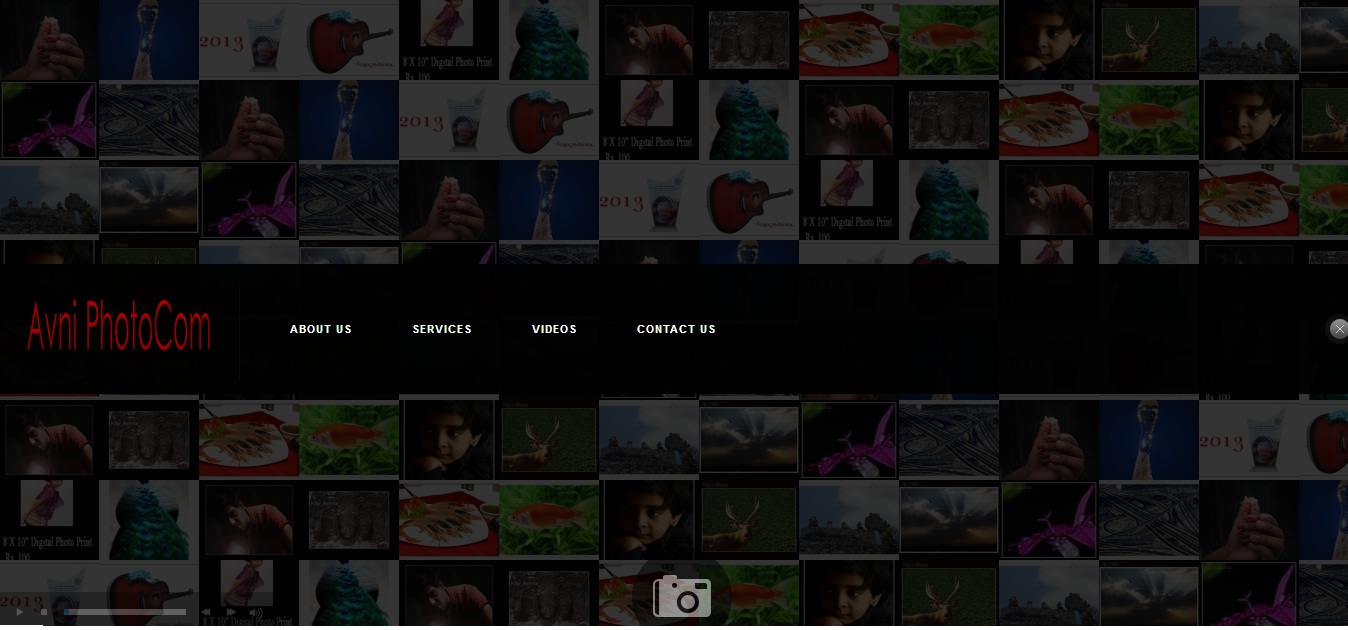 2013
8 X 10" Digital Photo Print
Rs. 100
2013
8 X 10" Digital Photo Print
Rs. 100
2013
8 X 10" Digital Photo Print
Rs. 100
Avni PhotoCom
ABOUT US
SERVICES
VIDEOS
CONTACT US
2013
8 X 10" Digital Photo Print
Rs. 100
2013
8 X 10" Digital Photo Print